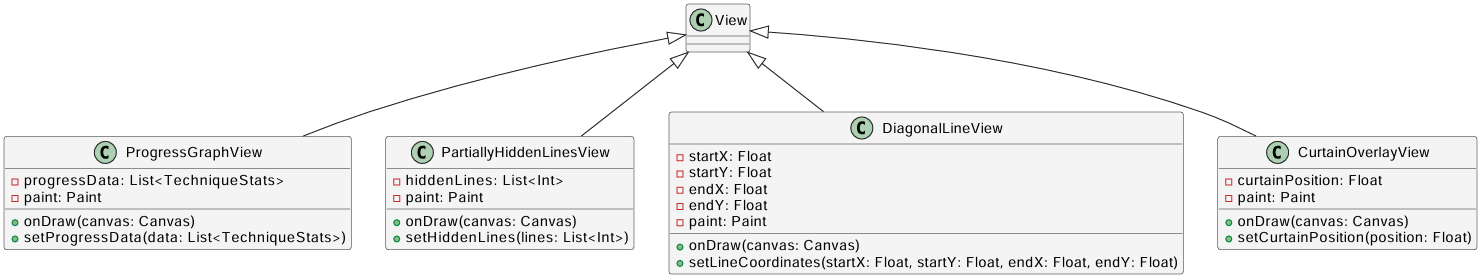 C View
C ProgressGraphView
progressData: List<TechniqueStats>
paint: Paint
onDraw(canvas: Canvas)
setProgressData(data: List<TechniqueStats>)
C PartiallyHiddenLinesView
hiddenLines: List<Int>
paint: Paint
onDraw(canvas: Canvas)
setHiddenLines(lines: List<Int>)
C DiagonalLineView
startX: Float
startY: Float
endX: Float
endY: Float
paint: Paint
onDraw(canvas: Canvas)
setLineCoordinates(startX: Float, startY: Float, endX: Float, endY: Float)
C CurtainOverlayView
curtainPosition: Float
paint: Paint
onDraw(canvas: Canvas)
setCurtainPosition(position: Float)